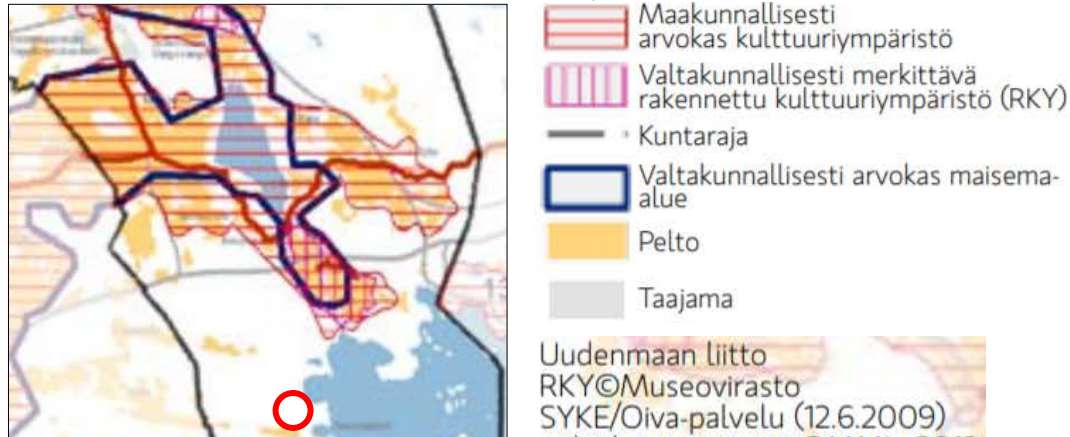 Maakunnallisesti
arvokas kulttuuriympäristö
Valtakunnallisesti merkittävä
rakennettu kulttuuriympäristö (RKY)
Kuntaraja
Valtakunnallisesti arvokas maisema-
alue
Pelto
Taajama
Uudenmaan liitto
RKY©Museovirasto
SYKE/Oiva-palvelu (12.6.2009)